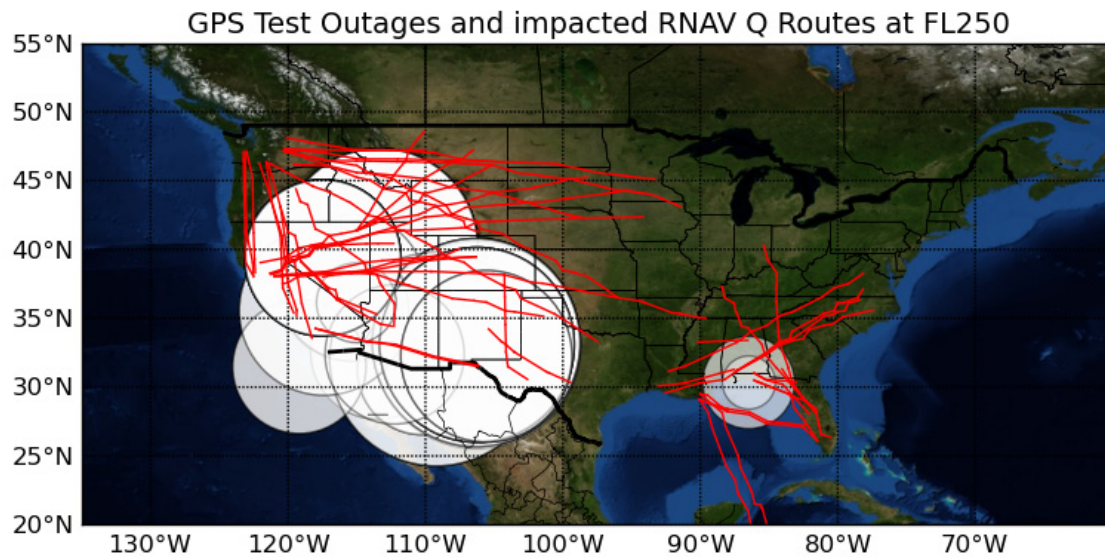 GPS Test Outages and impacted RNAV Q Routes at FL250
55°N
50°N
45°N
40°N
35°N
30°N
25°N
20°N
130°W 120°W 110°W 100°W 90°W 80°W 70°W